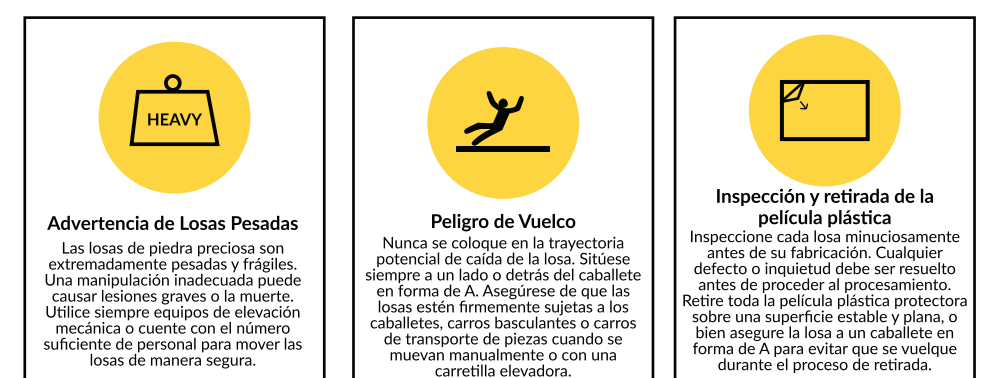 HEAVY
Advertencia de Losas Pesadas
Las losas de piedra preciosa son
extremadamente pesadas y frágiles.
Una manipulación inadecuada puede
causar lesiones graves o la muerte.
Utilice siempre equipos de elevación
mecánica o cuente con el número
suficiente de personal para mover las
losas de manera segura.
Peligro de Vuelco
Nunca se coloque en la trayectoria
potencial de caída de la losa. Sitúese
siempre a un lado o detrás del caballete
en forma de A. Asegúrese de que las
losas estén firmemente sujetas a los
caballetes, carros basculantes o carros
de transporte de piezas cuando se
muevan manualmente o con una
carretilla elevadora.
Inspección y retirada de la
película plástica
Inspeccione cada losa minuciosamente
antes de su fabricación. Cualquier
defecto o inquietud debe ser resuelto
antes de proceder al procesamiento.
Retire toda la película plástica protectora
sobre una superficie estable y plana, o
bien asegure la losa a un caballete en
forma de A para evitar que se vuelque
durante el proceso de retirada.